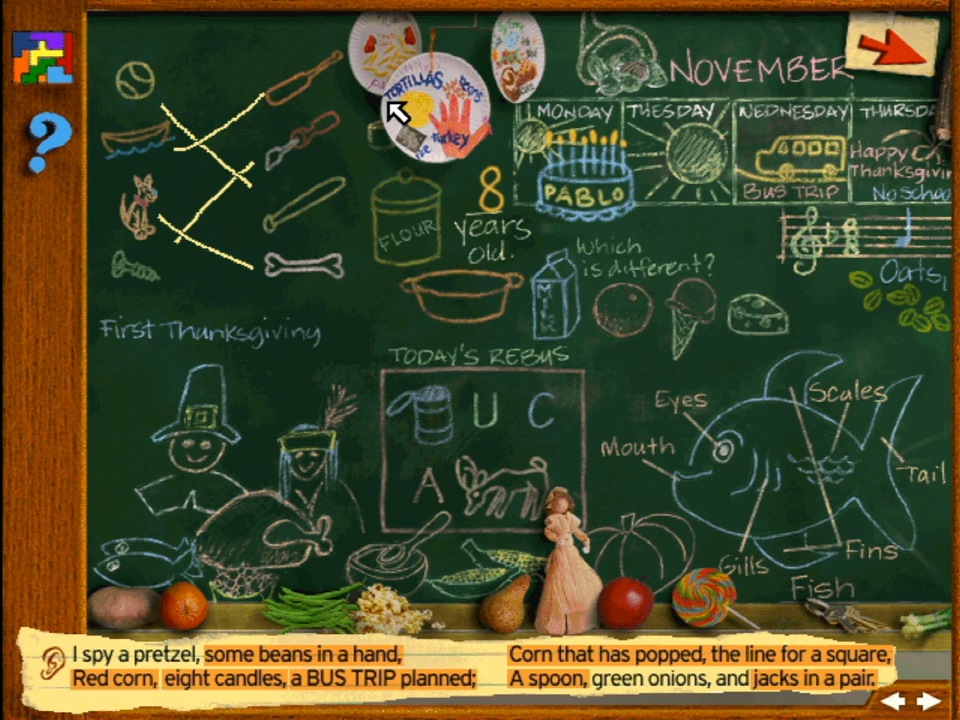 NOVEMBER
TORTILLAS
Beans
Turkey
MONDAY TUESDAY WEDNESDAY THURSDA
PABLO
BUS TRIP
Happy
Thanksgivin
No Schoo
8
years
old.
FLOUR
Which
is different?
MILK
Oats,
First Thanksgiving
TODAY'S REBUS
U C
A
Eyes
Scales
Mouth
Tail
Gills
Fins
Fish
I spy a pretzel, some beans in a hand,
Red corn, eight candles, a BUS TRIP planned;
Corn that has popped, the line for a square,
A spoon, green onions, and jacks in a pair.